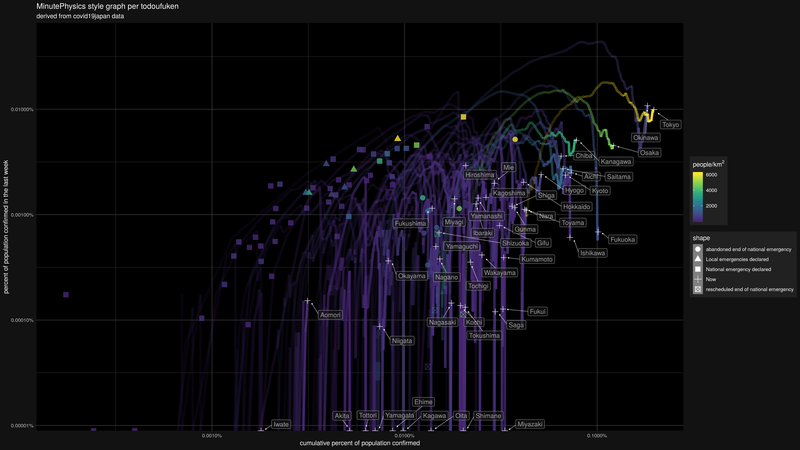 MinutePhysics style graph per todoufuken
derived from covid19japan data
percent of population confirmed in the last week
0.01000%
0.00100%
0.00010%
0.00001%
Tokyo
Okinawa
Osaka
Kanagawa
Chiba
Mie
Hiroshima
Aichi
Saitama
Kagoshima
Hyogo
Kyoto
Shiga
Hokkaido
Yamanashi
Nara
Fukushima
Miyagi
Toyama
Ibaraki
Gunma
Fukuoka
Yamaguchi
Shizuoka
Gifu
Ishikawa
Kumamoto
Okayama
Nagano
Wakayama
Tochigi
Aomori
Fukui
Nagasaki
Kochi
Saga
Tokushima
Niigata
Ehime
Akita
Tottori
Yamagata
Kagawa
Oita
Shimane
Iwate
Miyazaki
0.0010%
0.0100%
0.1000%
cumulative percent of population confirmed
people/km²
6000
4000
2000
shape
abandoned end of national emergency
Local emergencies declared
National emergency declared
Now
rescheduled end of national emergency